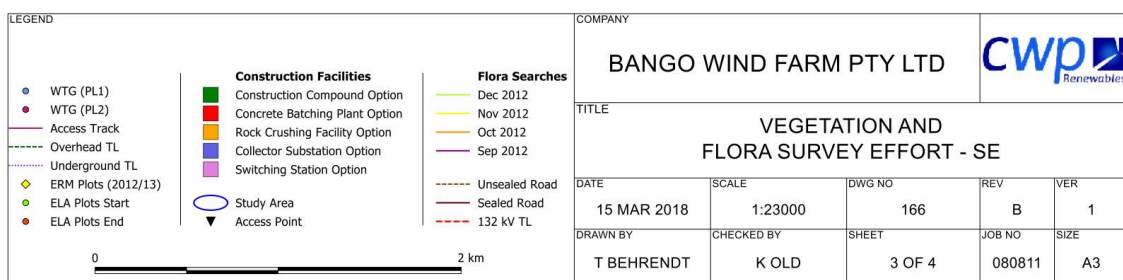 LEGEND
WTG (PL1)
WTG (PL2)
Access Track
Overhead TL
Underground TL
ERM Plots (2012/13)
ELA Plots Start
ELA Plots End
Construction Facilities
Construction Compound Option
Concrete Batching Plant Option
Rock Crushing Facility Option
Collector Substation Option
Switching Station Option
Study Area
Access Point
Flora Searches
Dec 2012
Nov 2012
Oct 2012
Sep 2012
Unsealed Road
Sealed Road
132 kV TL
0 2 km
COMPANY
BANGO WIND FARM PTY LTD
cwp
Renewables
TITLE
VEGETATION AND
FLORA SURVEY EFFORT - SE
DATE SCALE DWG NO REV VER
15 MAR 2018 1:23000 166 B 1
DRAWN BY CHECKED BY SHEET JOB NO SIZE
T BEHRENDT K OLD 3 OF 4 080811 A3